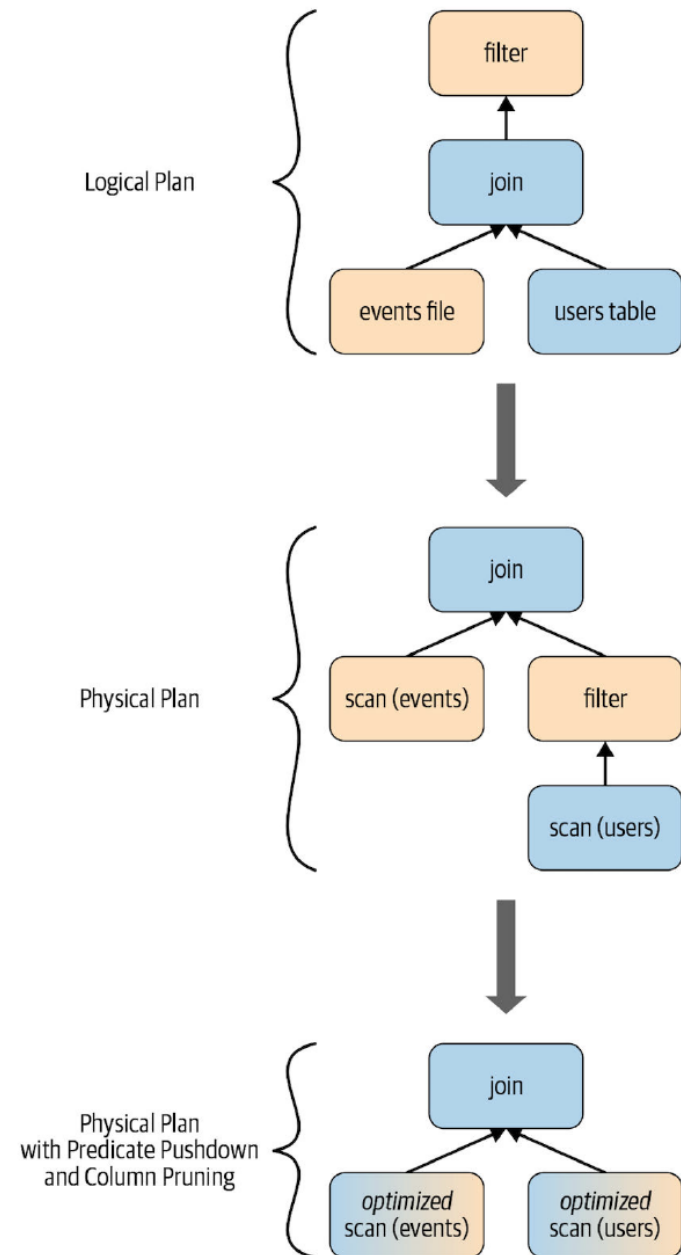 filter
Logical Plan
join
events file
users table
join
Physical Plan
scan (events)
filter
scan (users)
join
Physical Plan
with Predicate Pushdown
and Column Pruning
optimized
scan (events)
optimized
scan (users)